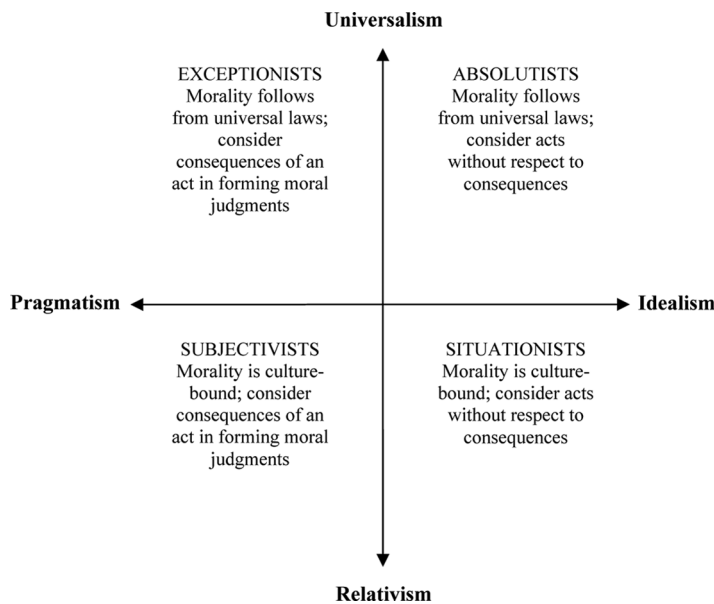 Universalism
EXCEPTIONISTS
Morality follows
from universal laws;
consider
consequences of an
act in forming moral
judgments
ABSOLUTISTS
Morality follows
from universal laws;
consider acts
without respect to
consequences
Pragmatism
Idealism
SUBJECTIVISTS
Morality is culture-
bound; consider
consequences of an
act in forming moral
judgments
SITUATIONISTS
Morality is culture-
bound; consider acts
without respect to
consequences
Relativism